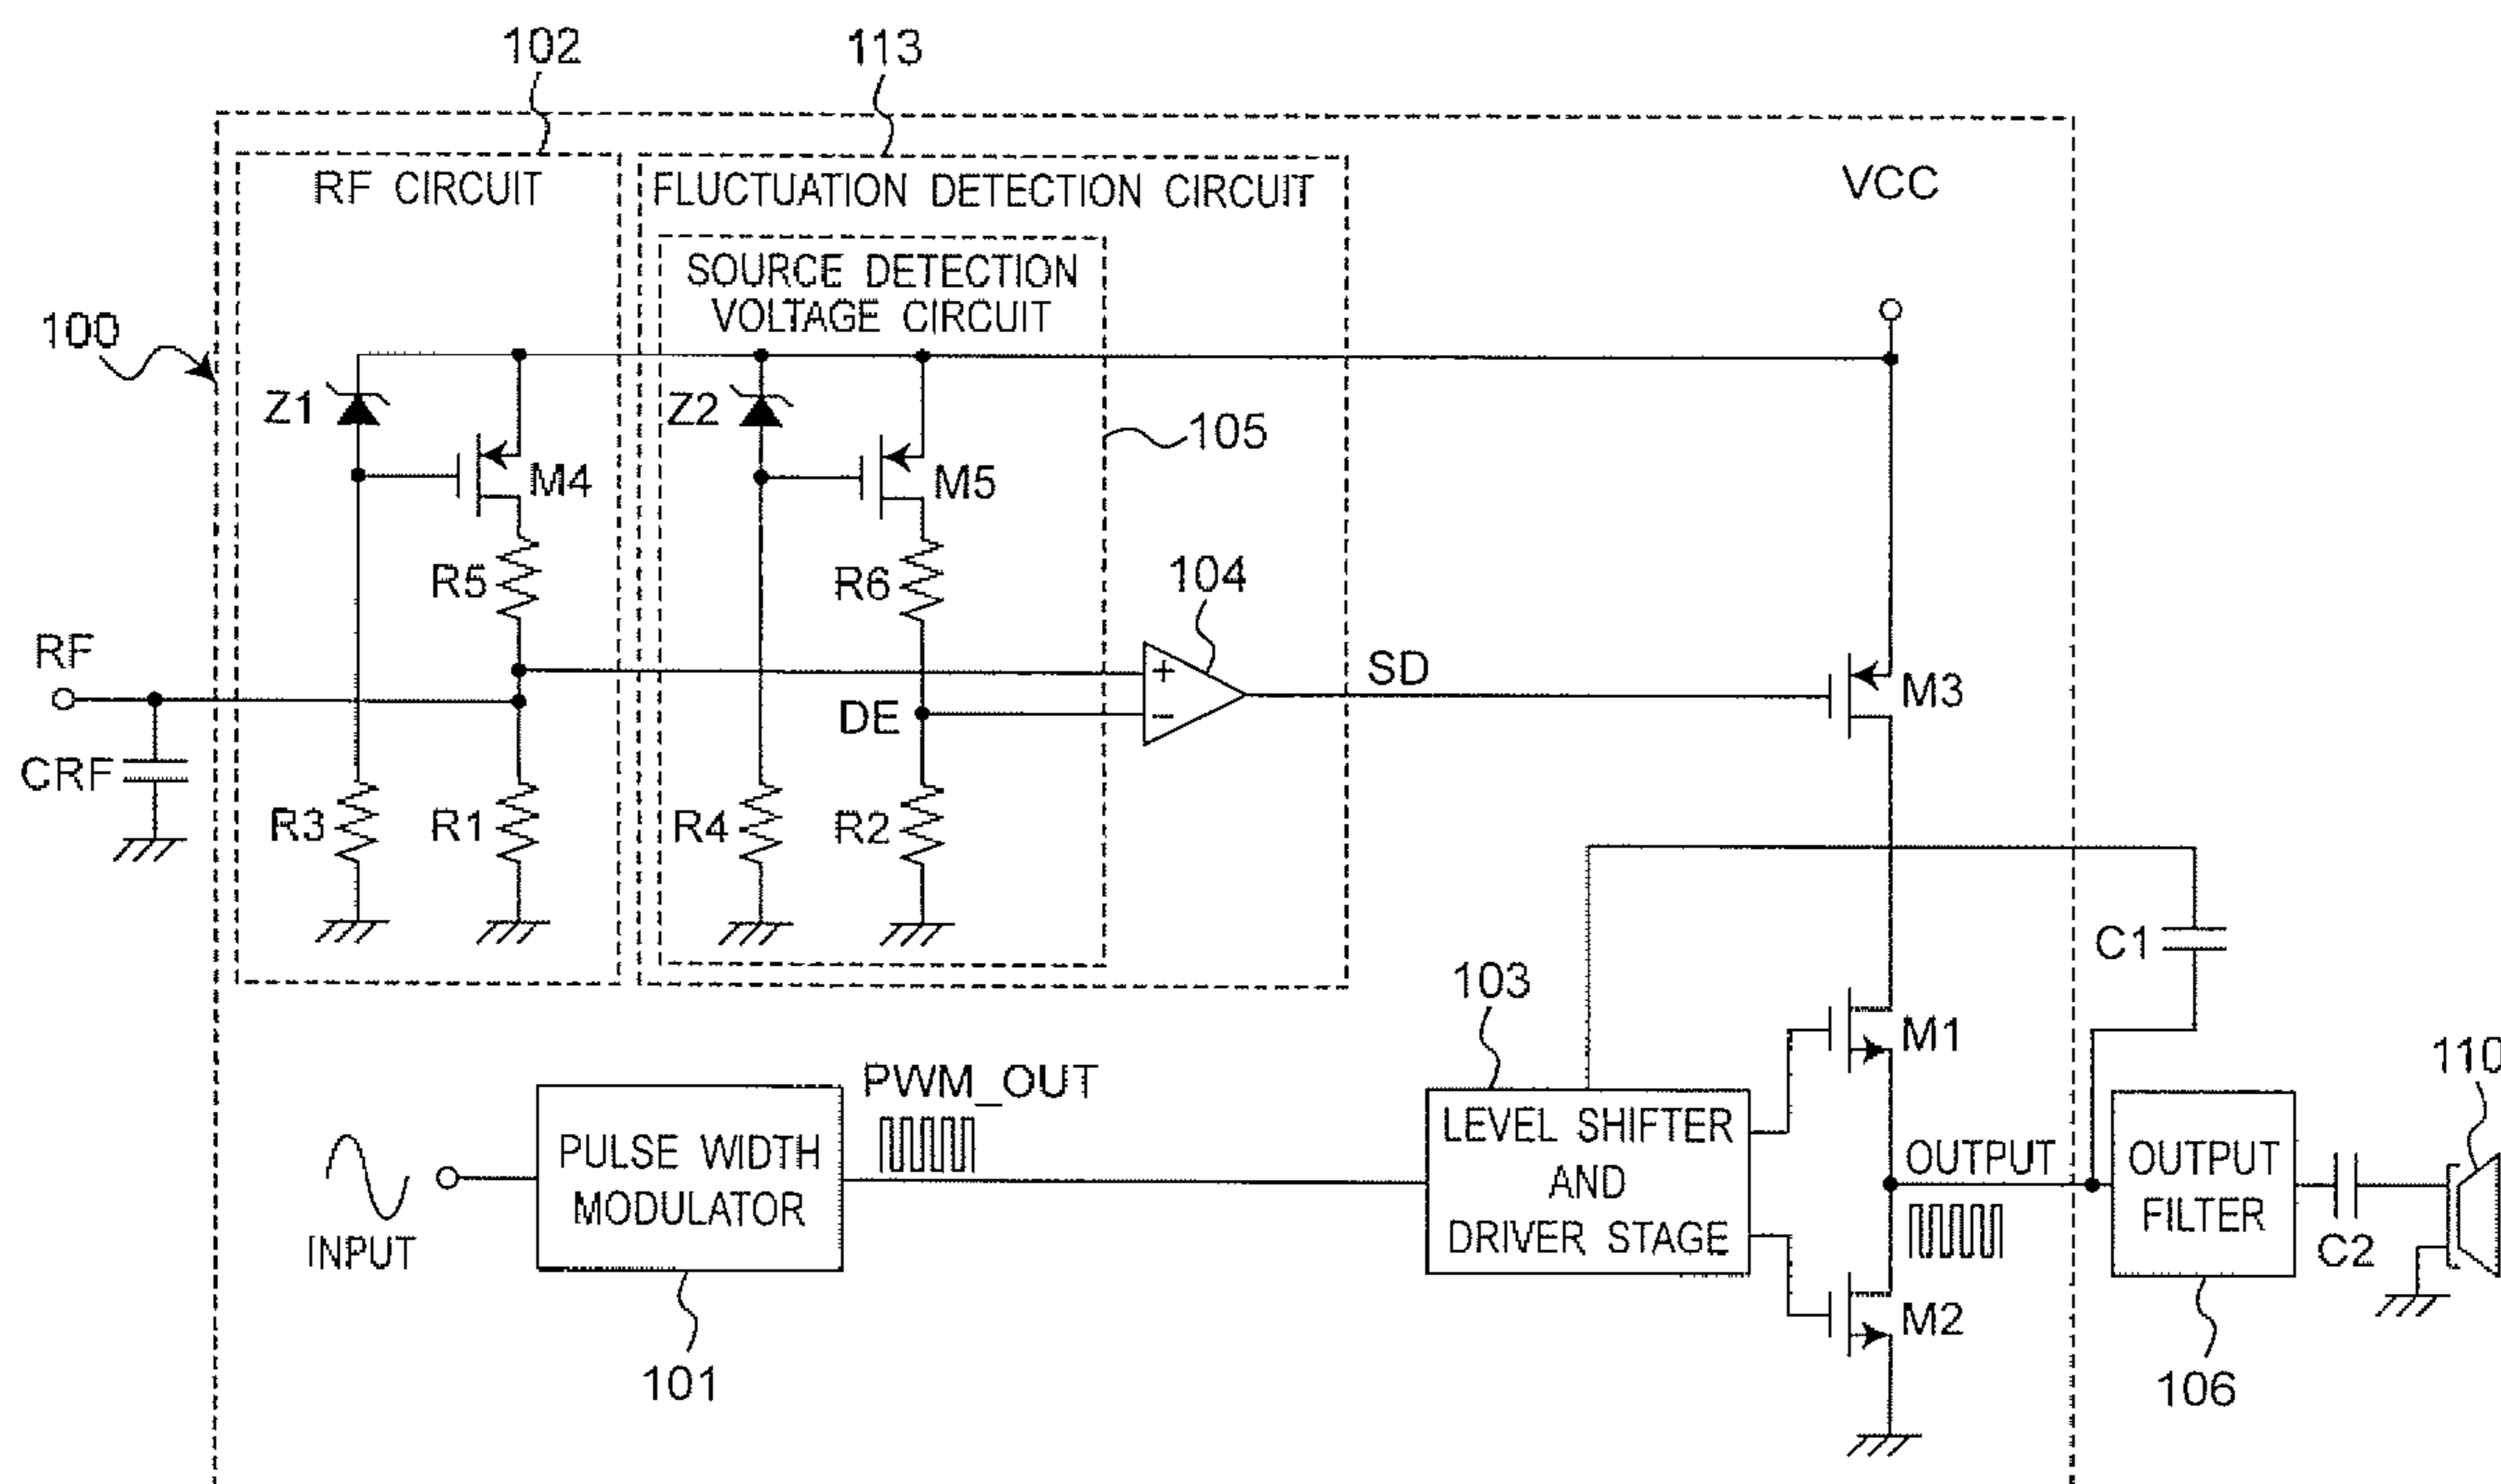 102
113
RF CIRCUIT
FLUCTUATION DETECTION CIRCUIT
VCC
SOURCE DETECTION
VOLTAGE CIRCUIT
100
Z1
Z2
105
M4
M5
R5
R6
104
RF
SD
M3
DE
CRF
R3
R1
R4
R2
C1
103
M1
110
PWM_OUT
PULSE WIDTH
MODULATOR
LEVEL SHIFTER
AND
DRIVER STAGE
OUTPUT
OUTPUT
FILTER
INPUT
C2
M2
101
106
+
-